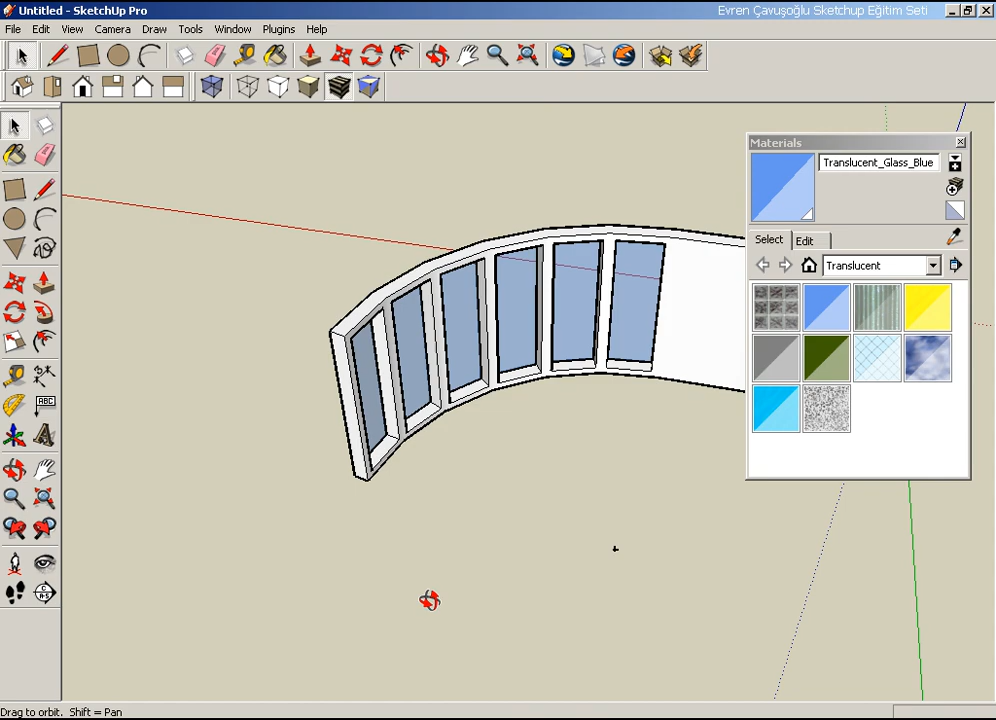 Untitled - SketchUp Pro
Evren Çavuşoğlu Sketchup Eğitim Seti
File Edit View Camera Draw Tools Window Plugins Help
Materials
Translucent_Glass_Blue
Select Edit
Translucent
ABC
A
Drag to orbit. Shift = Pan